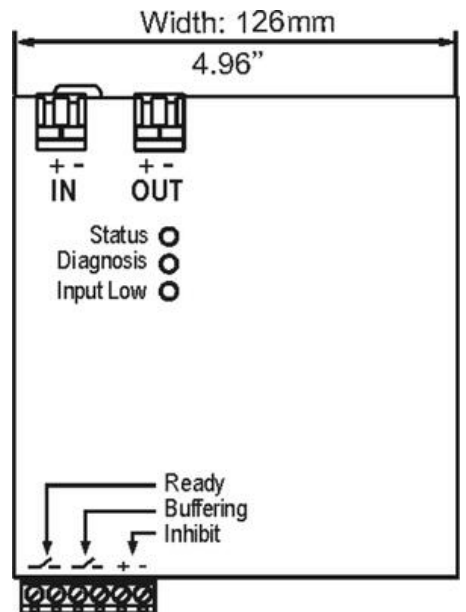 Width: 126mm
4.96”
+ - + -
IN OUT
Status
Diagnosis
Input Low
Ready
Buffering
Inhibit
+ -